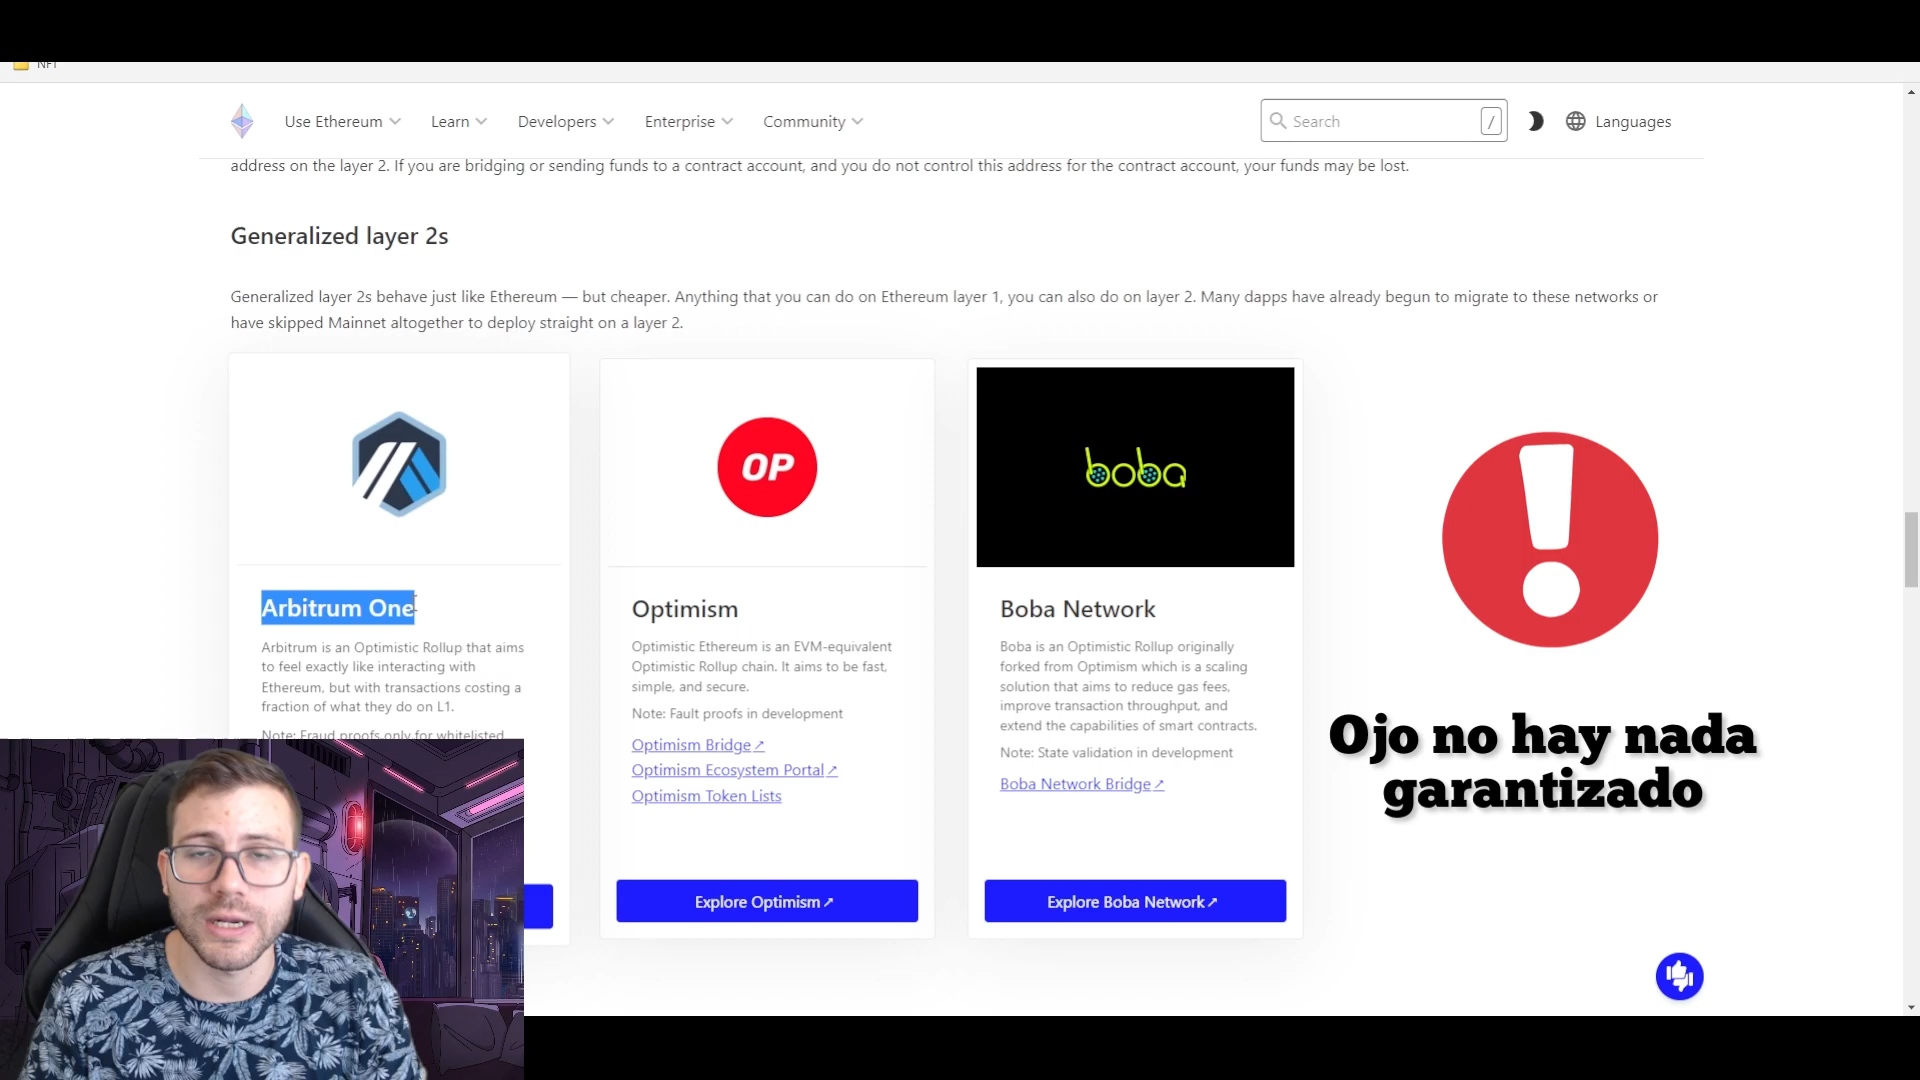 NFT
Use Ethereum
Learn
Developers
Enterprise
Community
Search
/
Languages
address on the layer 2. If you are bridging or sending funds to a contract account, and you do not control this address for the contract account, your funds may be lost.
Generalized layer 2s
Generalized layer 2s behave just like Ethereum — but cheaper. Anything that you can do on Ethereum layer 1, you can also do on layer 2. Many dapps have already begun to migrate to these networks or
have skipped Mainnet altogether to deploy straight on a layer 2.
Arbitrum One
Arbitrum is an Optimistic Rollup that aims
to feel exactly like interacting with
Ethereum, but with transactions costing a
fraction of what they do on L1.
Note: Fraud proofs only for whitelisted
OP
Optimism
Optimistic Ethereum is an EVM-equivalent
Optimistic Rollup chain. It aims to be fast,
simple, and secure.
Note: Fault proofs in development
Optimism Bridge↗
Optimism Ecosystem Portal↗
Optimism Token Lists
Explore Optimism↗
boba
Boba Network
Boba is an Optimistic Rollup originally
forked from Optimism which is a scaling
solution that aims to reduce gas fees,
improve transaction throughput, and
extend the capabilities of smart contracts.
Note: State validation in development
Boba Network Bridge↗
Explore Boba Network↗
!
Ojo no hay nada
garantizado